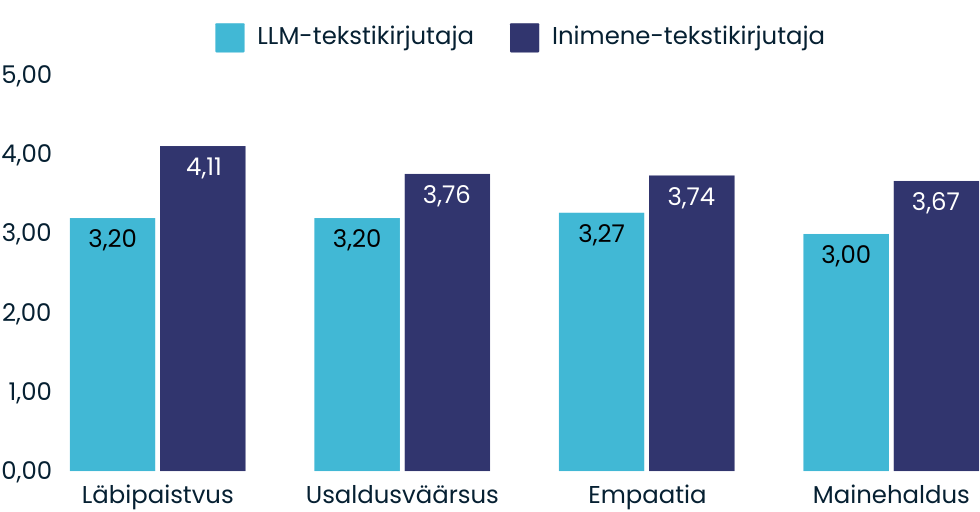 LLM-tekstikirjutaja Inimene-tekstikirjutaja
5,00
4,00
3,00
2,00
1,00
0,00
3,20 4,11 3,20 3,76 3,27 3,74 3,00 3,67
Läbipaistvus Usaldusväärsus Empaatia Mainehaldus